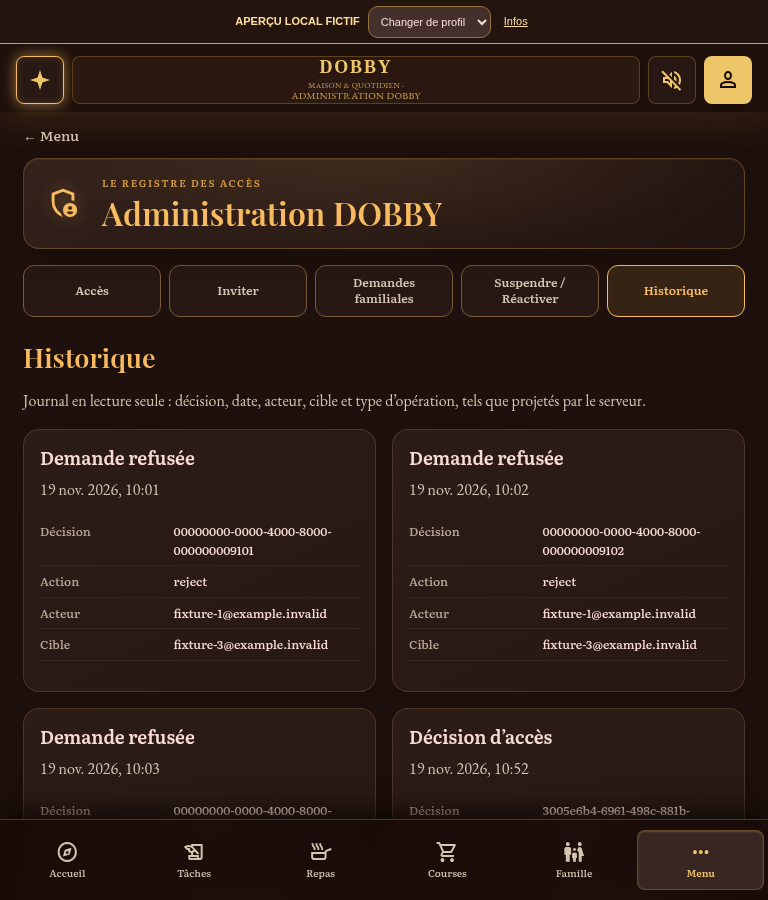 APERÇU LOCAL FICTIF
Changer de profil
Infos
DOBBY
MAISON & QUOTIDIEN ·
ADMINISTRATION DOBBY
← Menu
LE REGISTRE DES ACCÈS
Administration DOBBY
Accès
Inviter
Demandes
familiales
Suspendre /
Réactiver
Historique
Historique
Journal en lecture seule : décision, date, acteur, cible et type d’opération, tels que projetés par le serveur.
Demande refusée
19 nov. 2026, 10:01
Décision
00000000-0000-4000-8000-
000000009101
Action
reject
Acteur
fixture-1@example.invalid
Cible
fixture-3@example.invalid
Demande refusée
19 nov. 2026, 10:02
Décision
00000000-0000-4000-8000-
000000009102
Action
reject
Acteur
fixture-1@example.invalid
Cible
fixture-3@example.invalid
Demande refusée
19 nov. 2026, 10:03
Décision
00000000-0000-4000-8000-
Décision d’accès
19 nov. 2026, 10:52
Décision
3005e6b4-6961-498c-881b-
Accueil
Tâches
Repas
Courses
Famille
Menu